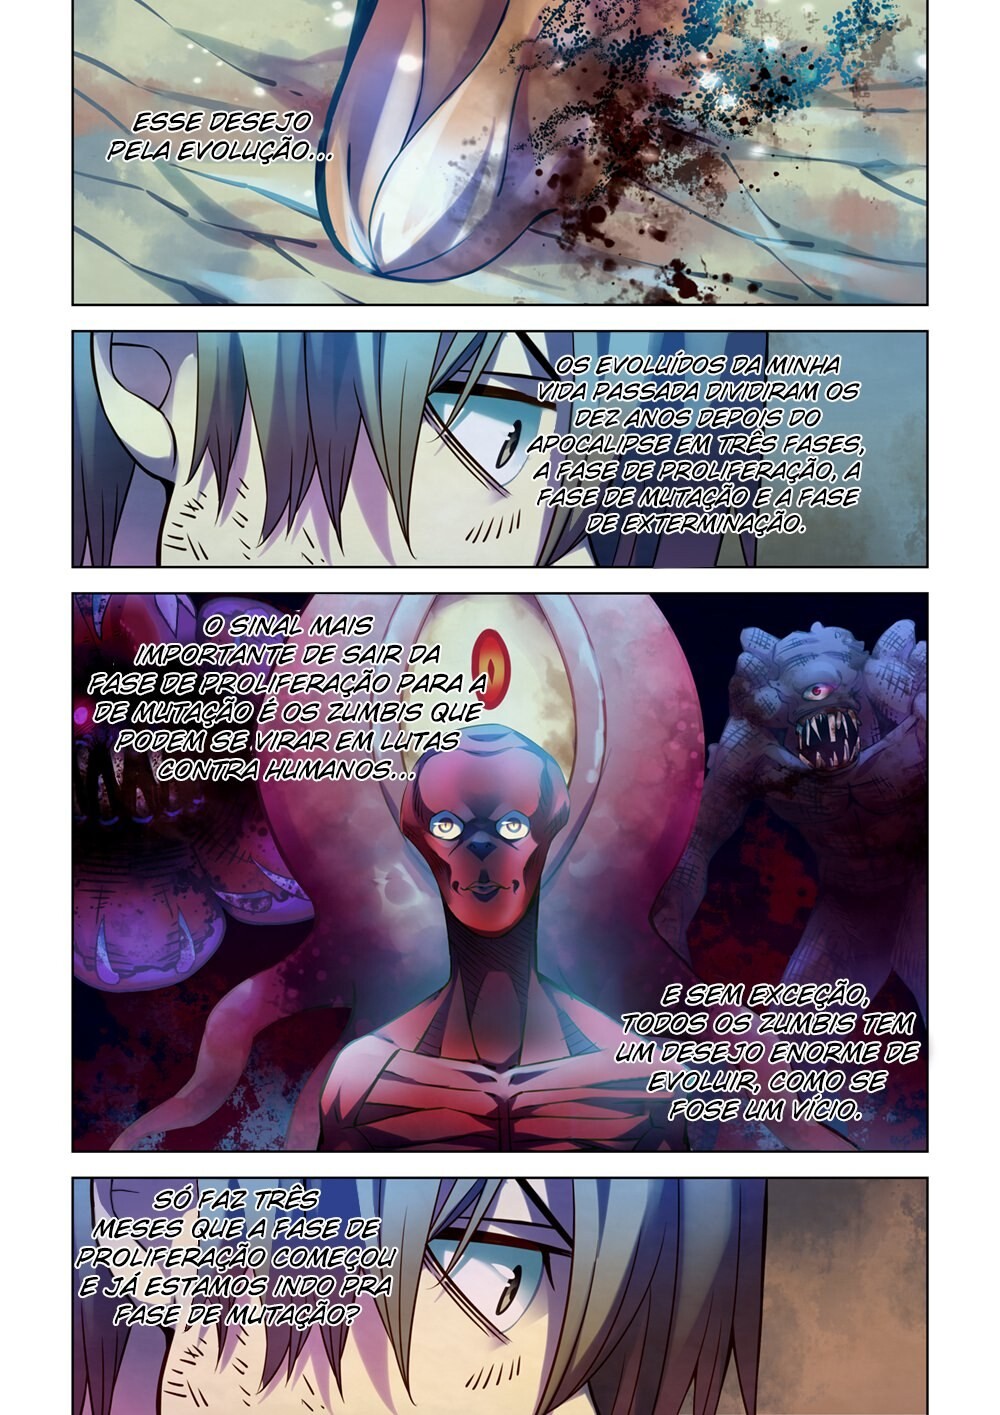 ESSE DESEJO
PELA EVOLUÇÃO...
OS EVOLUÍDOS DA MINHA
VIDA PASSADA DIVIDIRAM OS
DEZ ANOS DEPOIS DO
APOCALIPSE EM TRÊS FASES,
A FASE DE PROLIFERAÇÃO, A
FASE DE MUTAÇÃO E A FASE
DE EXTERMINAÇÃO.
O SINAL MAIS
IMPORTANTE DE SAIR DA
FASE DE PROLIFERAÇÃO PARA A
DE MUTAÇÃO É OS ZUMBIS QUE
PODEM SE VIRAR EM LUTAS
CONTRA HUMANOS...
E SEM EXCEÇÃO,
TODOS OS ZUMBIS TEM
UM DESEJO ENORME DE
EVOLUIR, COMO SE
FOSE UM VÍCIO.
SÓ FAZ TRÊS
MESES QUE A FASE DE
PROLIFERAÇÃO COMEÇOU
E JÁ ESTAMOS INDO PRA
FASE DE MUTAÇÃO?